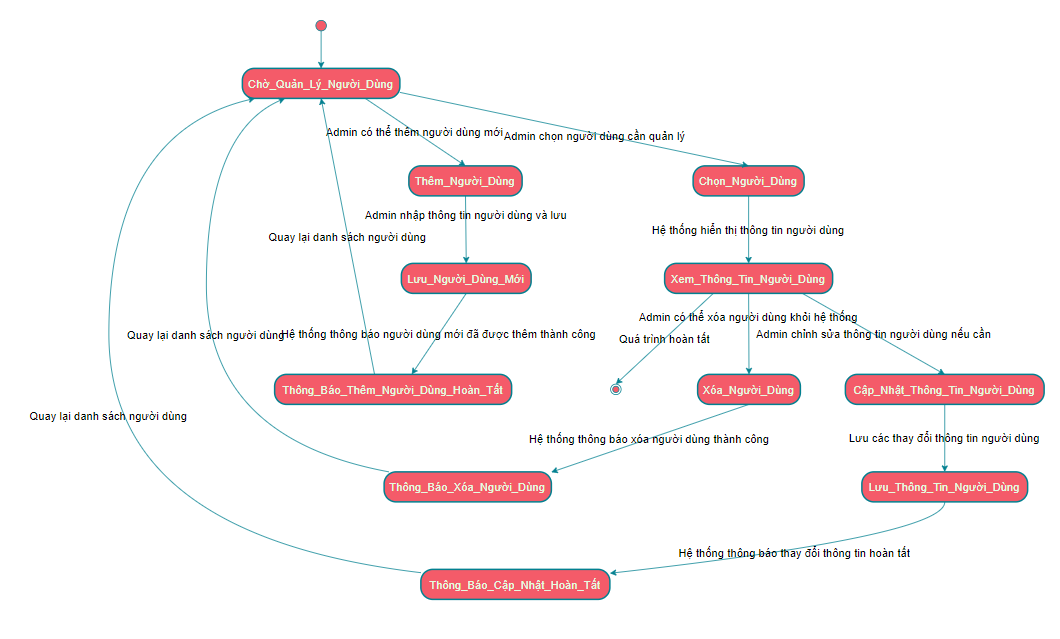 Chờ_Quản_Lý_Người_Dùng
Admin có thể thêm người dùng mới
Admin chọn người dùng cần quản lý
Thêm_Người_Dùng
Chọn_Người_Dùng
Admin nhập thông tin người dùng và lưu
Hệ thống hiển thị thông tin người dùng
Quay lại danh sách người dùng
Lưu_Người_Dùng_Mới
Xem_Thông_Tin_Người_Dùng
Admin có thể xóa người dùng khỏi hệ thống
Quay lại danh sách người dùng
Hệ thống thông báo người dùng mới đã được thêm thành công
Quá trình hoàn tất
Admin chỉnh sửa thông tin người dùng nếu cần
Thông_Báo_Thêm_Người_Dùng_Hoàn_Tất
Xóa_Người_Dùng
Cập_Nhật_Thông_Tin_Người_Dùng
Quay lại danh sách người dùng
Hệ thống thông báo xóa người dùng thành công
Lưu các thay đổi thông tin người dùng
Thông_Báo_Xóa_Người_Dùng
Lưu_Thông_Tin_Người_Dùng
Hệ thống thông báo thay đổi thông tin hoàn tất
Thông_Báo_Cập_Nhật_Hoàn_Tất